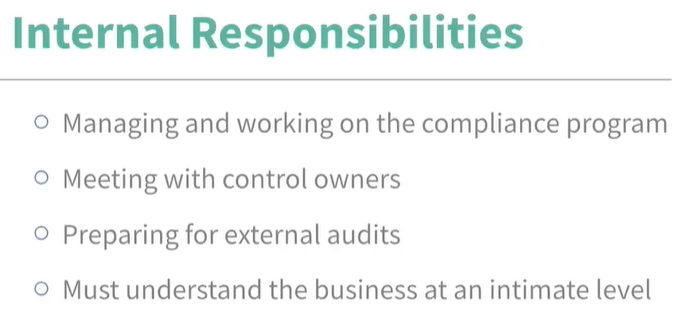 Internal Responsibilities
Managing and working on the compliance program
Meeting with control owners
Preparing for external audits
Must understand the business at an intimate level